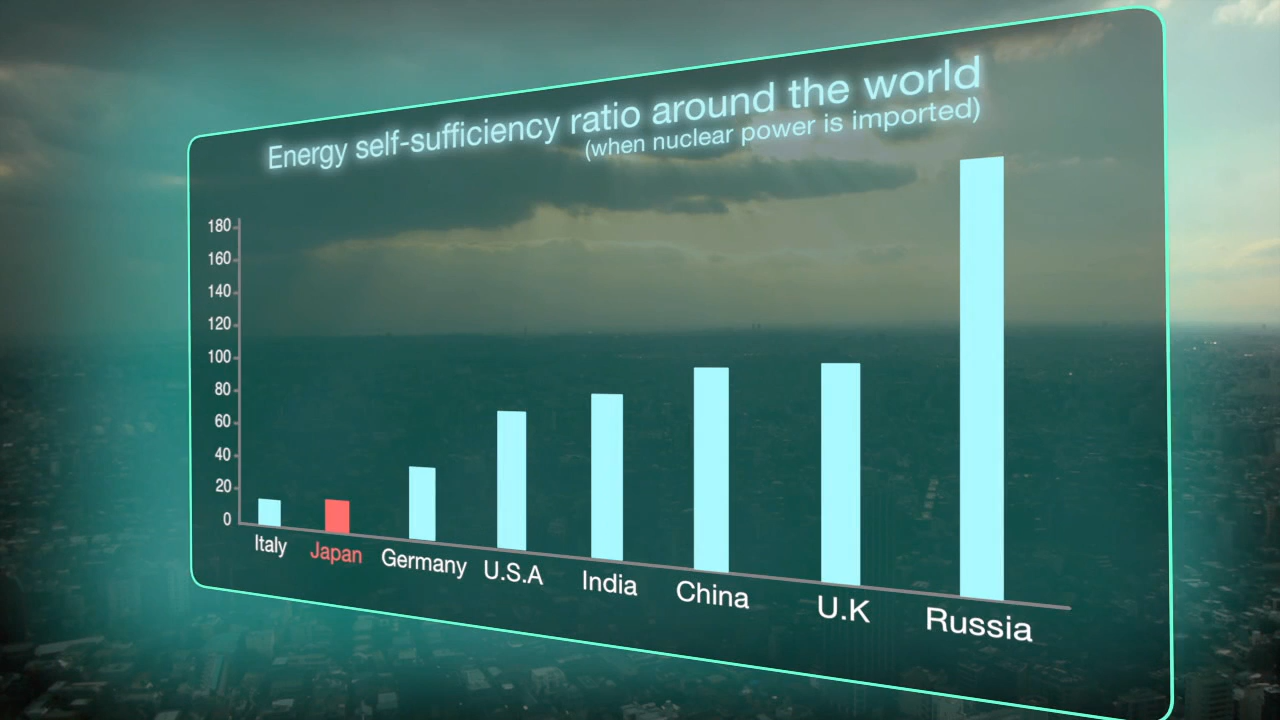 Energy self-sufficiency ratio around the world
(when nuclear power is imported)
180
160
140
120
100
80
60
40
20
0
Italy
Japan
Germany
U.S.A
India
China
U.K
Russia